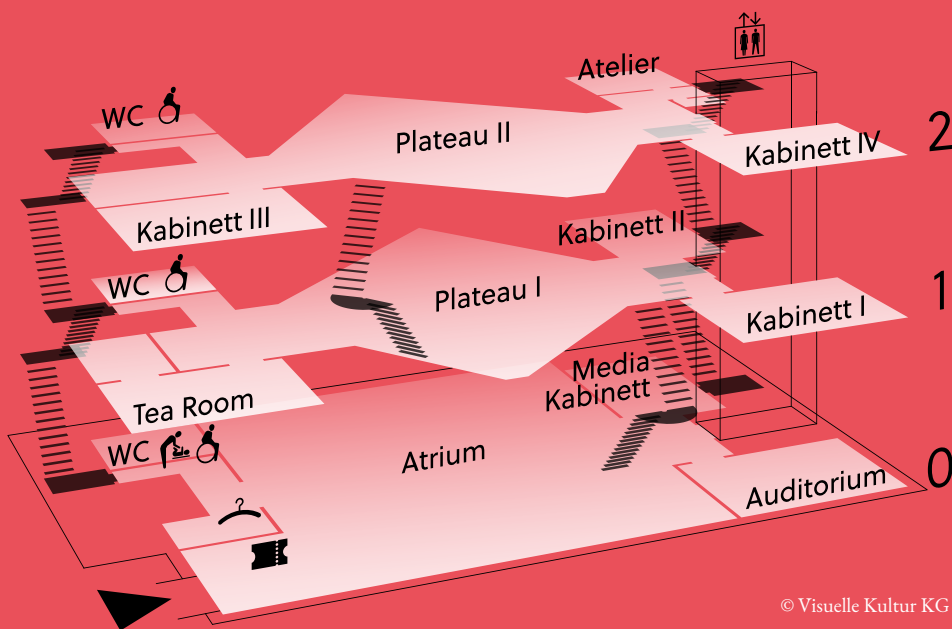 Atelier
WC
Plateau II
2
Kabinett IV
Kabinett III
Kabinett II
WC
Plateau I
1
Kabinett I
Media
Kabinett
Tea Room
WC
Atrium
0
Auditorium
© Visuelle Kultur KG